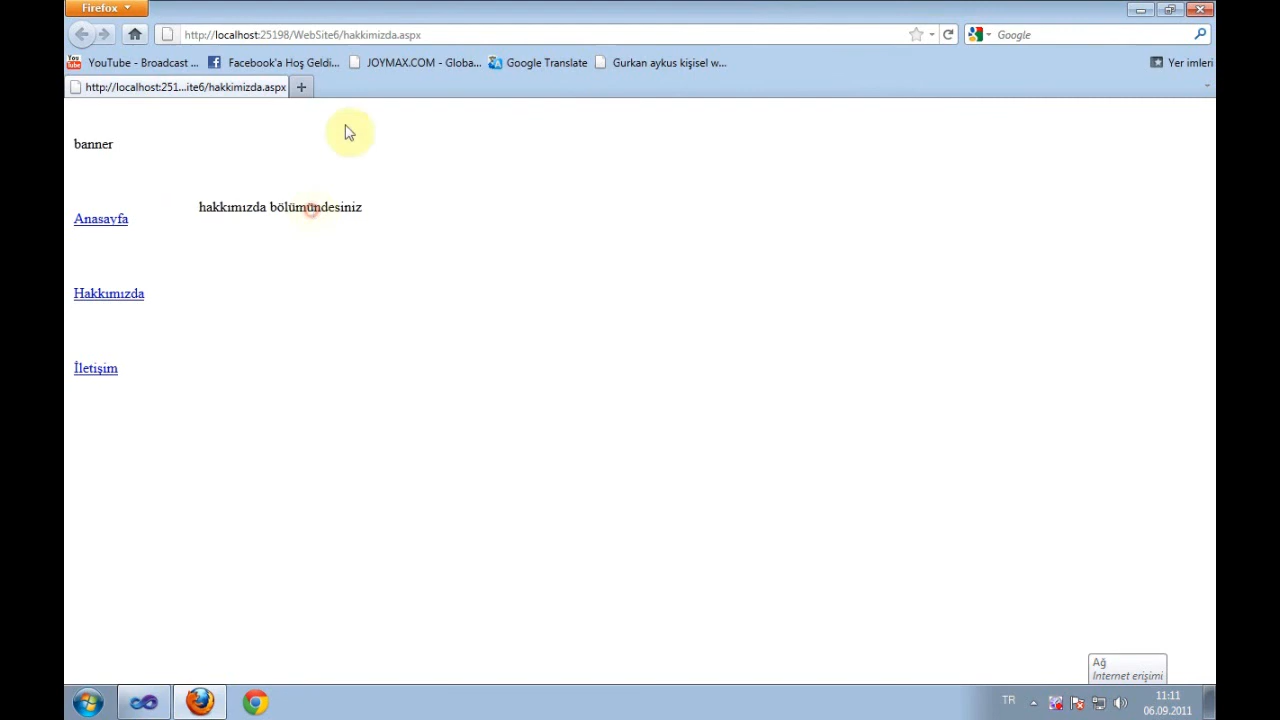 Firefox
http://localhost:25198/WebSite6/hakkimizda.aspx
Google
YouTube - Broadcast ...
Facebook'a Hoş Geldi...
JOYMAX.COM - Globa...
Google Translate
Gurkan aykus kişisel w...
Yer imleri
http://localhost:251...ite6/hakkimizda.aspx
banner
hakkımızda bölümündesiniz
Anasayfa
Hakkımızda
İletişim
Ağ
Internet erişimi
TR
11:11
06.09.2011